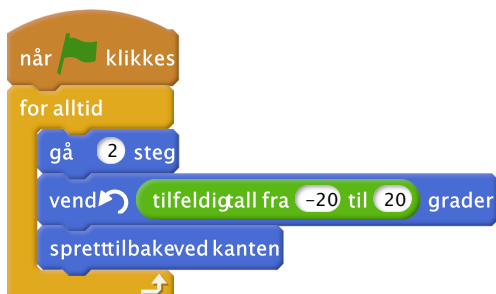 når klikkes
for alltid
gå 2 steg
vend tilfeldig tall fra -20 til 20 grader
sprett tilbake ved kanten